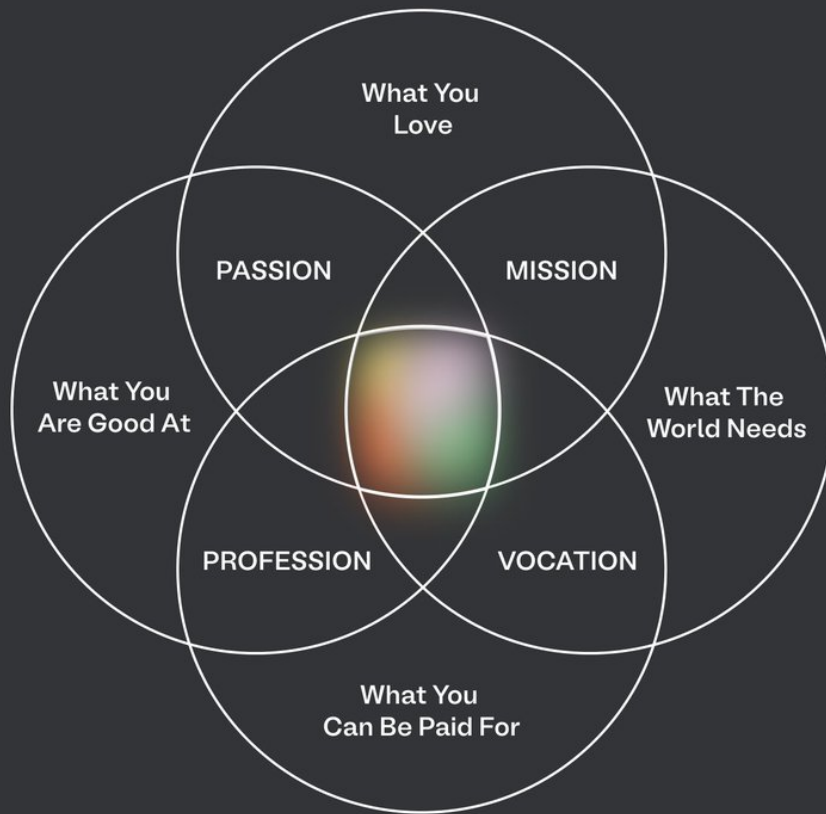 What You
Love
PASSION
MISSION
What You
Are Good At
What The
World Needs
PROFESSION
VOCATION
What You
Can Be Paid For